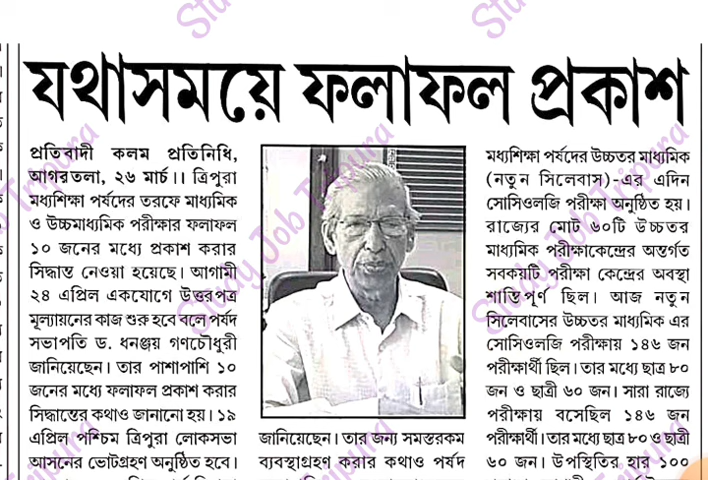 যথাসময়ে ফলাফল প্রকাশ
প্রতিবাদী কলম প্রতিনিধি,
আগরতলা, ২৬ মার্চ।। ত্রিপুরা
মধ্যশিক্ষা পর্ষদের তরফে মাধ্যমিক
ও উচ্চমাধ্যমিক পরীক্ষার ফলাফল
১০ জনের মধ্যে প্রকাশ করার
সিদ্ধান্ত নেওয়া হয়েছে। আগামী
২৪ এপ্রিল একযোগে উত্তরপত্র
মূল্যায়নের কাজ শুরু হবে বলে পর্ষদ
সভাপতি ড. ধনঞ্জয় গণচৌধুরী
জানিয়েছেন। তার পাশাপাশি ১০
জনের মধ্যে ফলাফল প্রকাশ করার
সিদ্ধান্তের কথাও জানানো হয়। ১৯
এপ্রিল পশ্চিম ত্রিপুরা লোকসভা
আসনের ভোটগ্রহণ অনুষ্ঠিত হবে।
জানিয়েছেন। তার জন্য সমস্তরকম
ব্যবস্থাগ্রহণ করার কথাও পর্ষদ
মধ্যশিক্ষা পর্ষদের উচ্চতর মাধ্যমিক
(নতুন সিলেবাস)-এর এদিন
সোসিওলজি পরীক্ষা অনুষ্ঠিত হয়।
রাজ্যের মোট ৬০টি উচ্চতর
মাধ্যমিক পরীক্ষাকেন্দ্রের অন্তর্গত
সবকয়টি পরীক্ষা কেন্দ্রের অবস্থা
শান্তিপূর্ণ ছিল। আজ নতুন
সিলেবাসের উচ্চতর মাধ্যমিক এর
সোসিওলজি পরীক্ষায় ১৪৬ জন
পরীক্ষার্থী ছিল। তার মধ্যে ছাত্র ৮০
জন ও ছাত্রী ৬০ জন। সারা রাজ্যে
পরীক্ষায় বসেছিল ১৪৬ জন
পরীক্ষার্থী। তার মধ্যে ছাত্র ৮০ ও ছাত্রী
৬০ জন। উপস্থিতির হার ১০০
Study Job Tripura